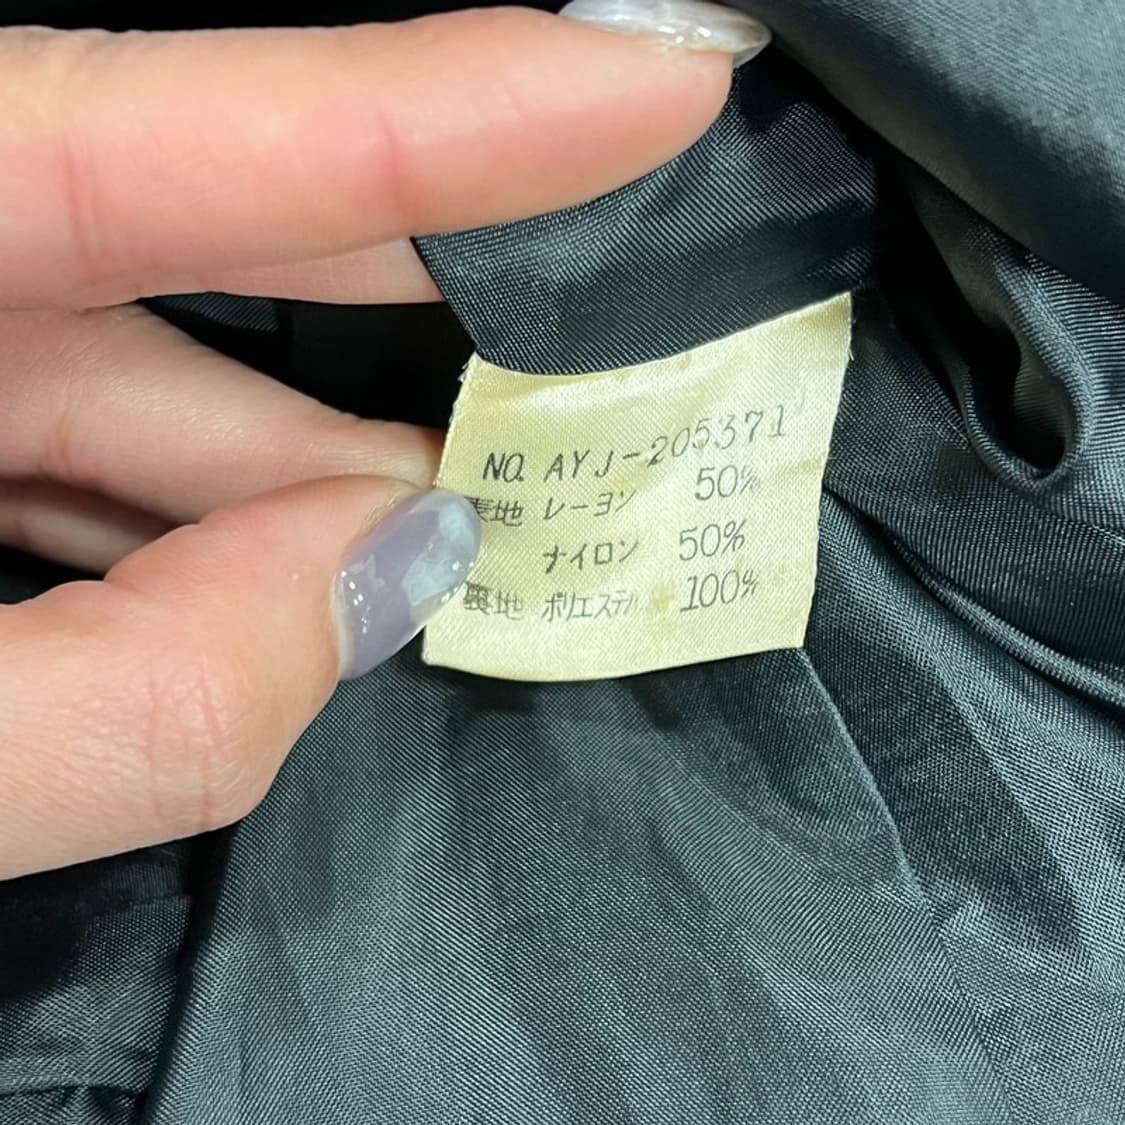 NO. AYJ-205371
表地 レーヨン 50%
ナイロン 50%
裏地 ポリエステル 100%